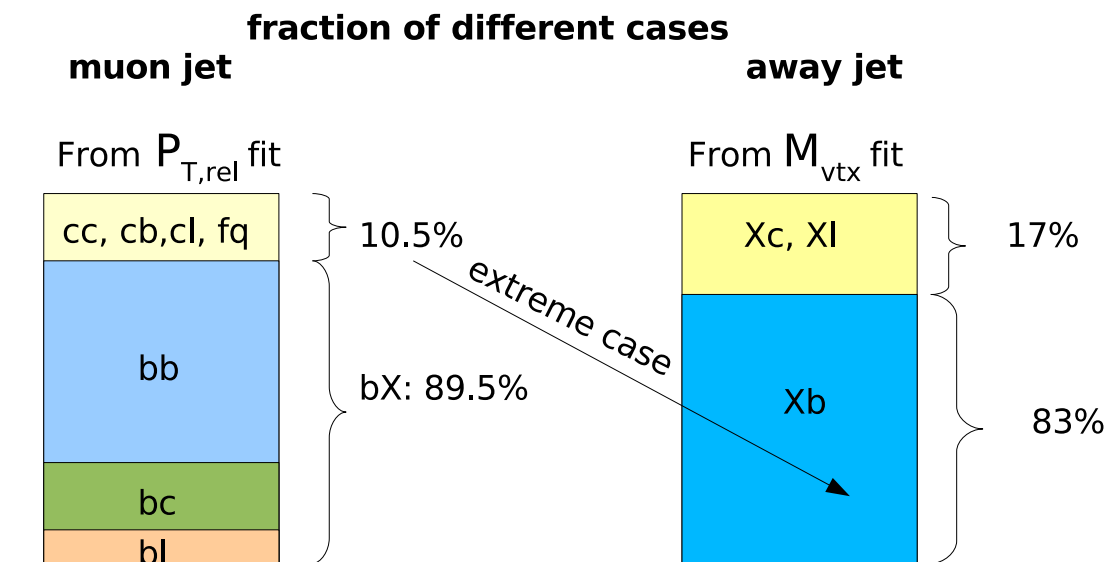 fraction of different cases
muon jet
away jet
From P_T,rel fit
From M_vtx fit
cc, cb,cl, fq
10.5%
Xc, Xl
17%
extreme case
bb
bX: 89.5%
Xb
83%
bc
bl